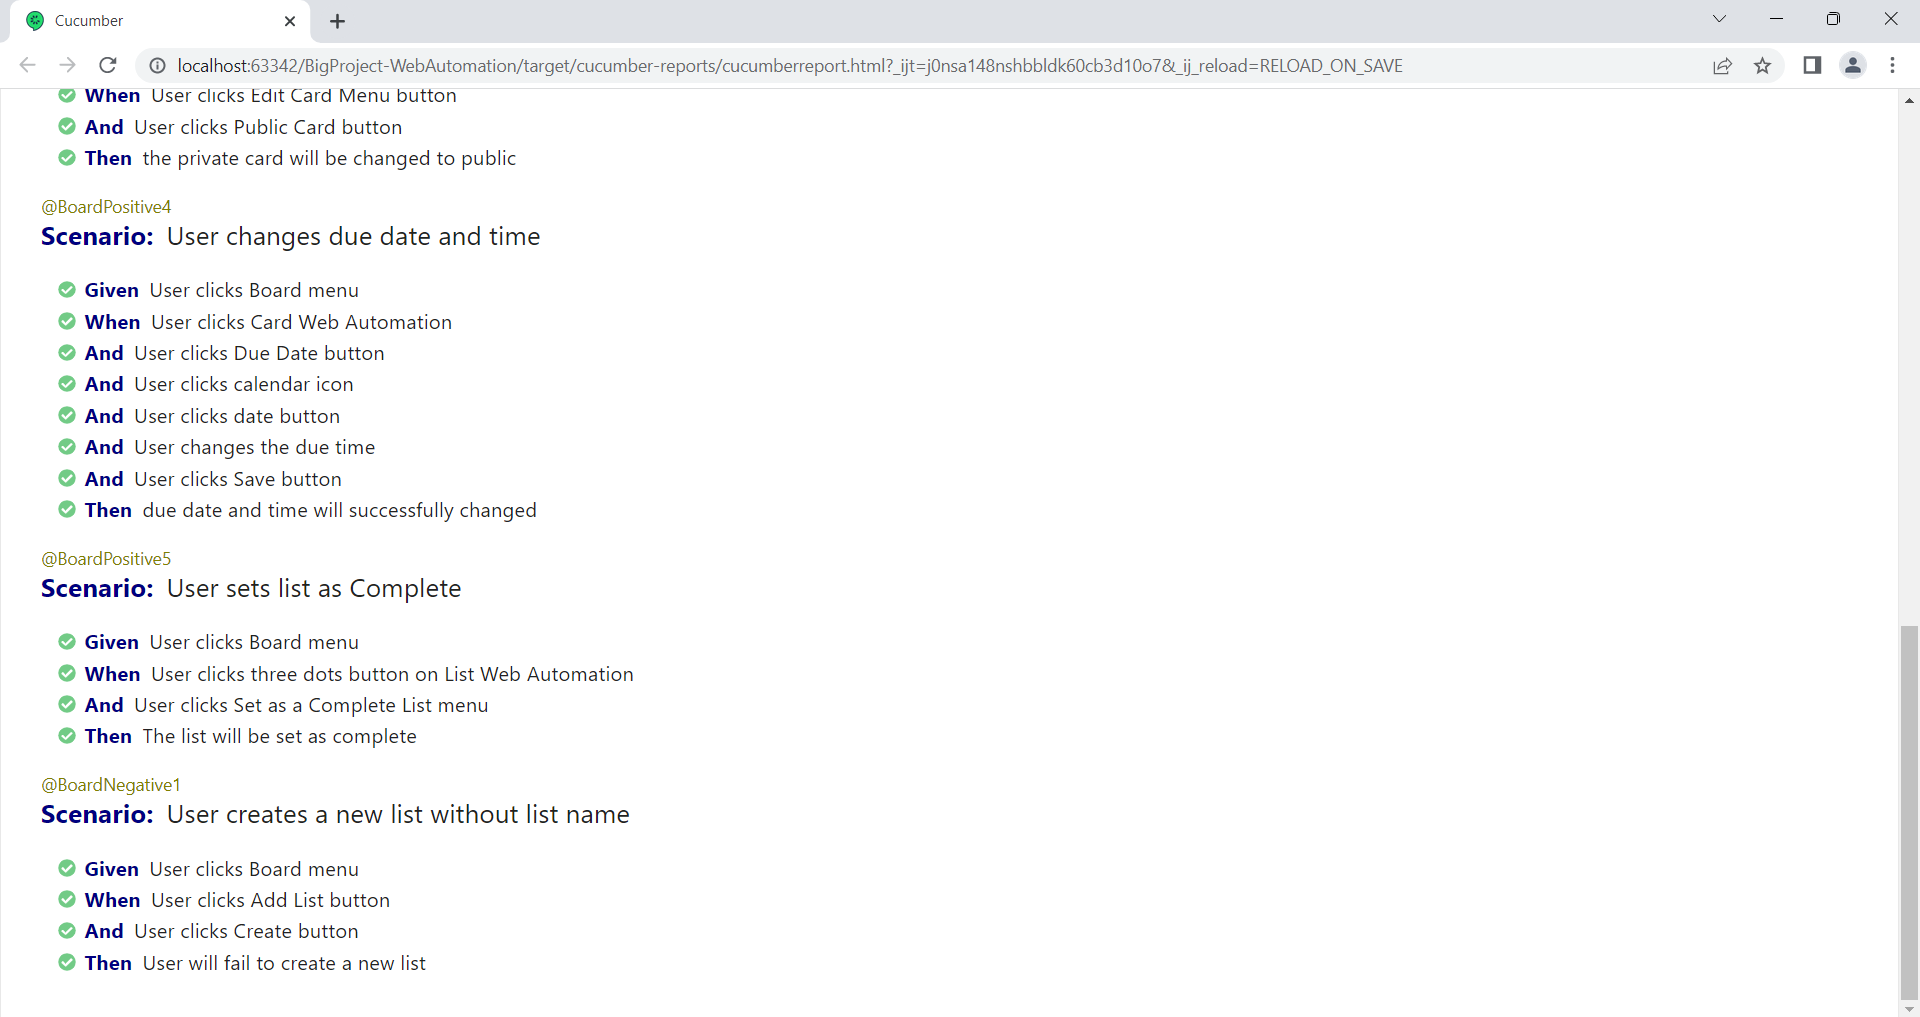 Cucumber
localhost:63342/BigProject-WebAutomation/target/cucumber-reports/cucumberreport.html?_ijt=j0nsa148nshbbldk60cb3d10o7&_ij_reload=RELOAD_ON_SAVE
When User clicks Edit Card Menu button
And User clicks Public Card button
Then the private card will be changed to public
@BoardPositive4
Scenario: User changes due date and time
Given User clicks Board menu
When User clicks Card Web Automation
And User clicks Due Date button
And User clicks calendar icon
And User clicks date button
And User changes the due time
And User clicks Save button
Then due date and time will successfully changed
@BoardPositive5
Scenario: User sets list as Complete
Given User clicks Board menu
When User clicks three dots button on List Web Automation
And User clicks Set as a Complete List menu
Then The list will be set as complete
@BoardNegative1
Scenario: User creates a new list without list name
Given User clicks Board menu
When User clicks Add List button
And User clicks Create button
Then User will fail to create a new list